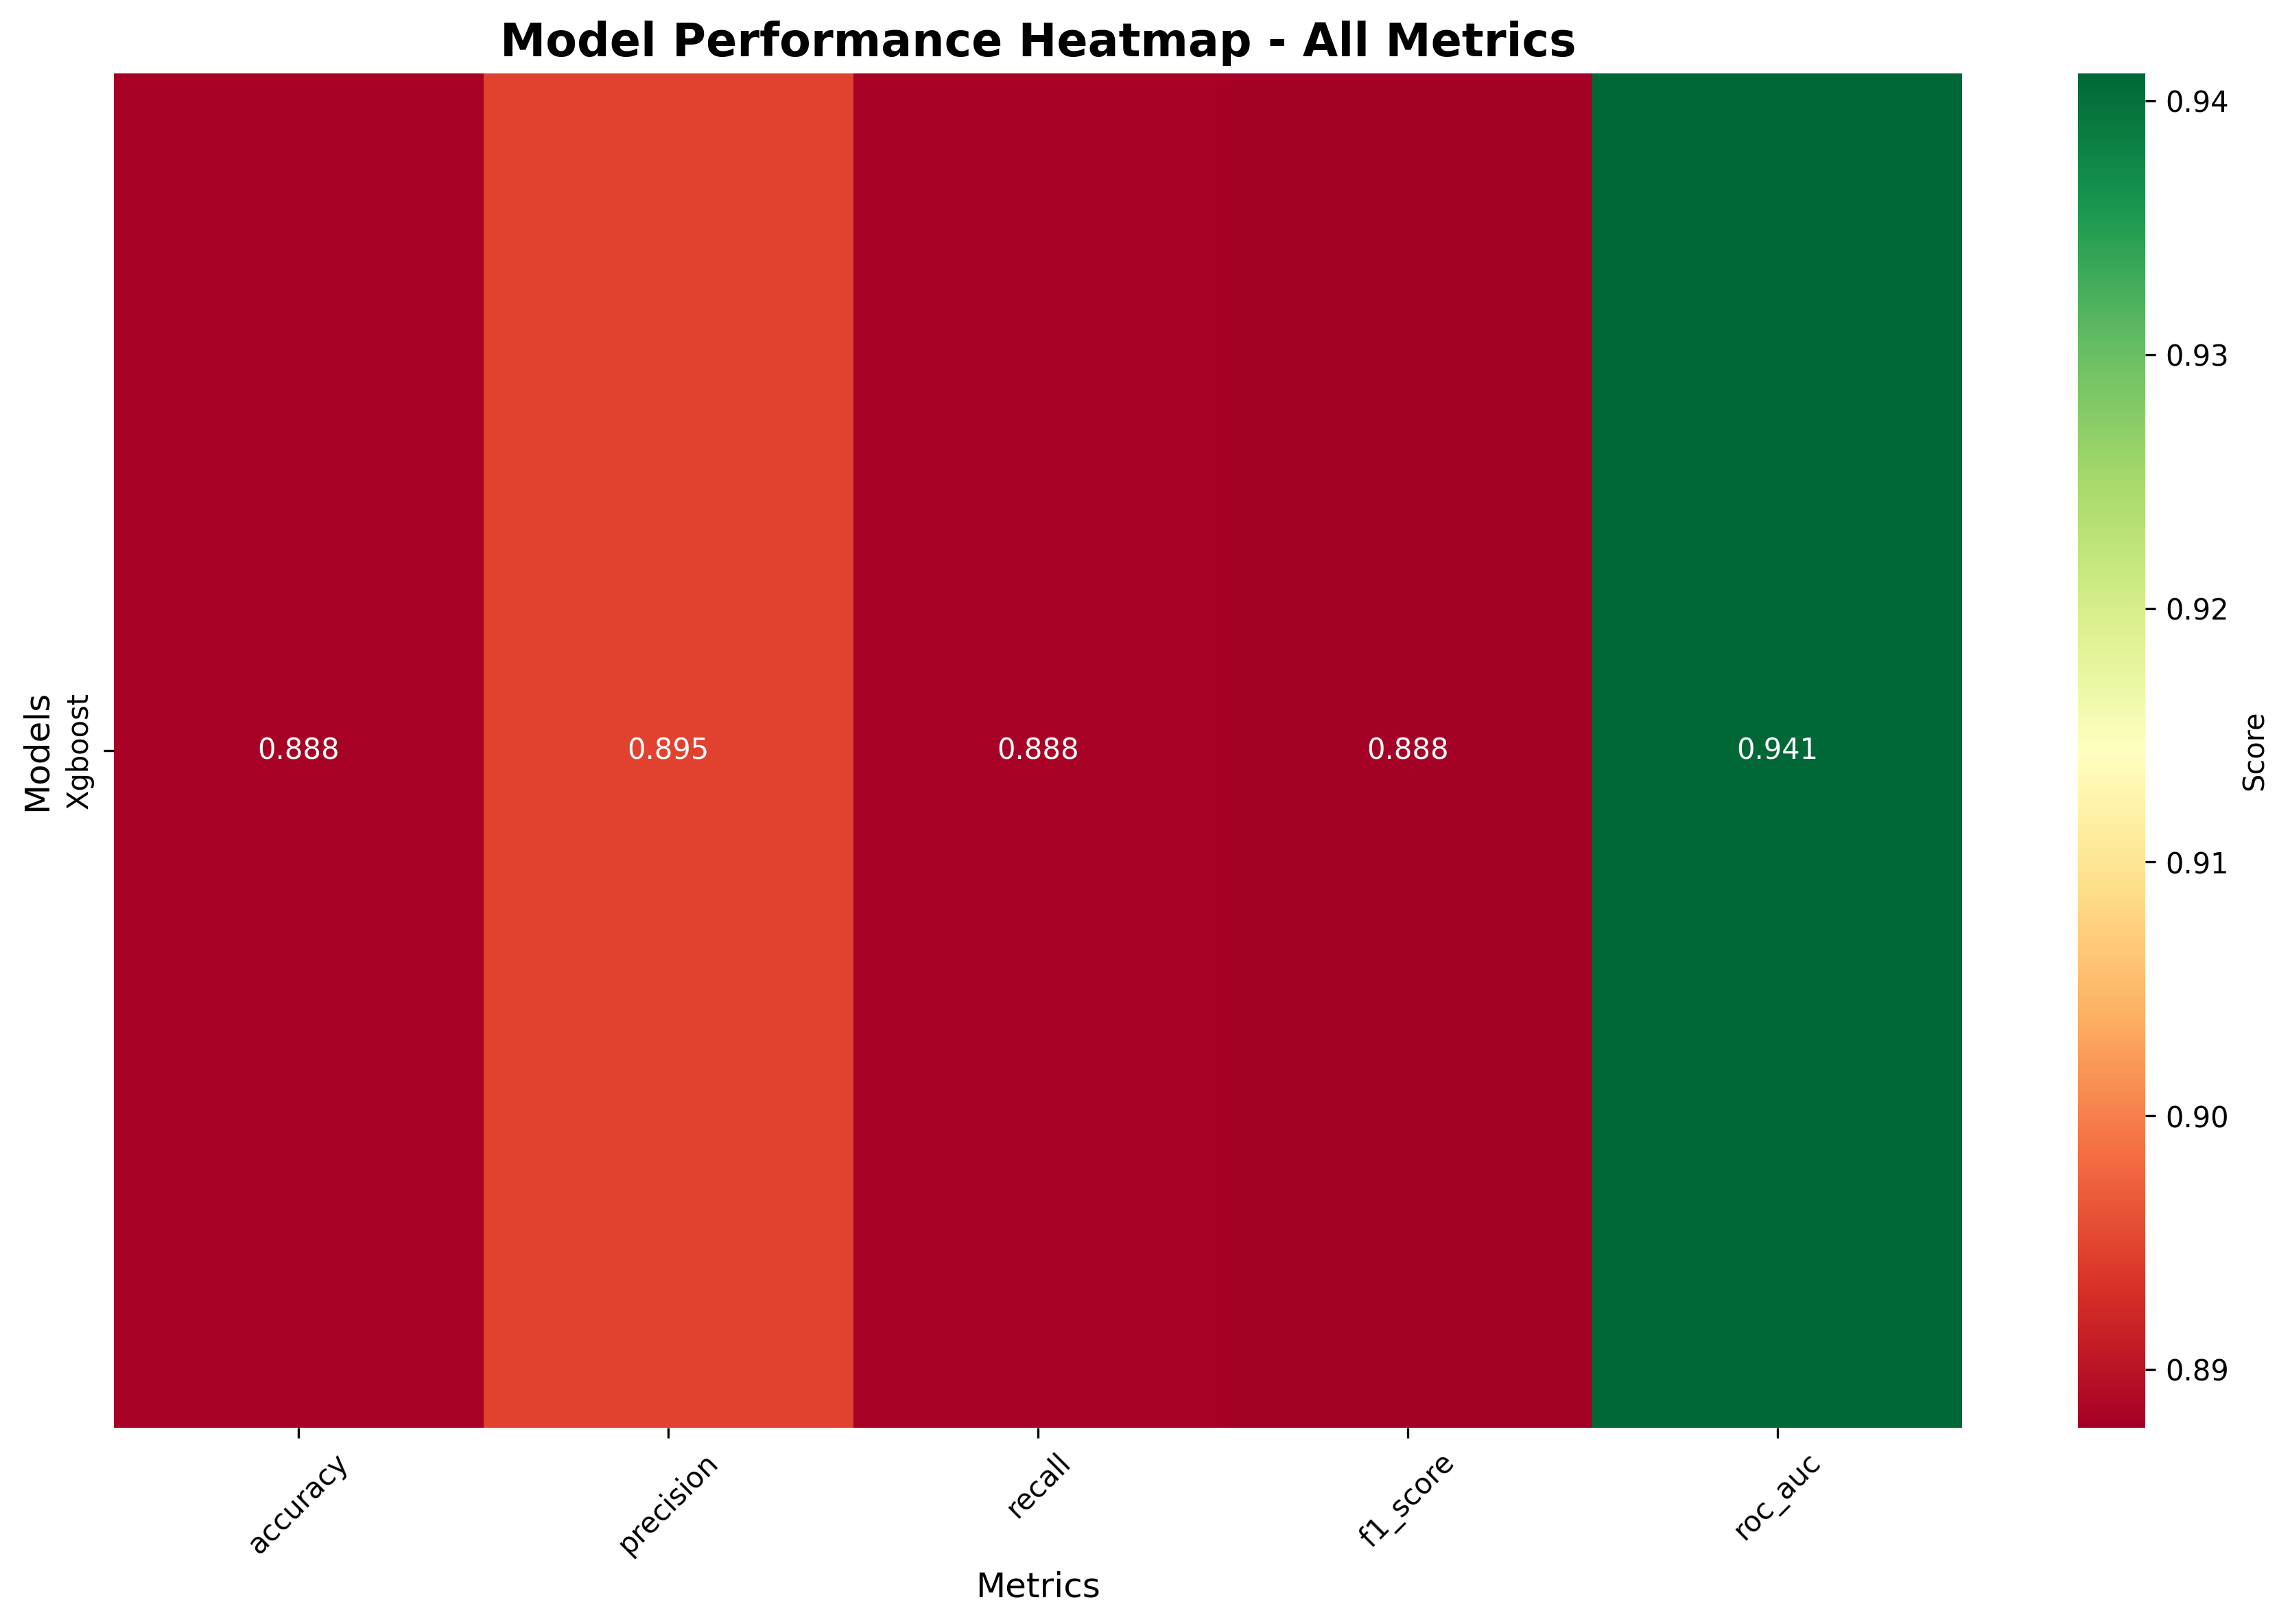 Model Performance Heatmap - All Metrics
Models
Xgboost
0.888 0.895 0.888 0.888 0.941
accuracy precision recall f1_score roc_auc
Metrics
0.94
0.93
0.92
0.91
0.90
0.89
Score